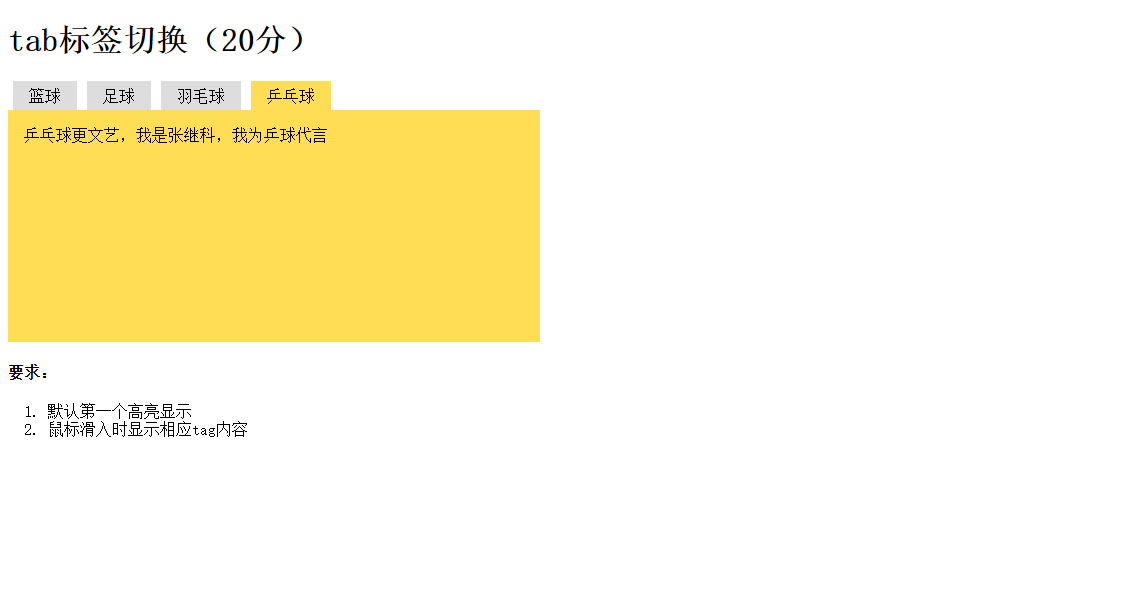 tab标签切换（20分）
篮球 足球 羽毛球 乒乓球
乒乓球更文艺，我是张继科，我为乒球代言
要求：
1. 默认第一个高亮显示
2. 鼠标滑入时显示相应tag内容